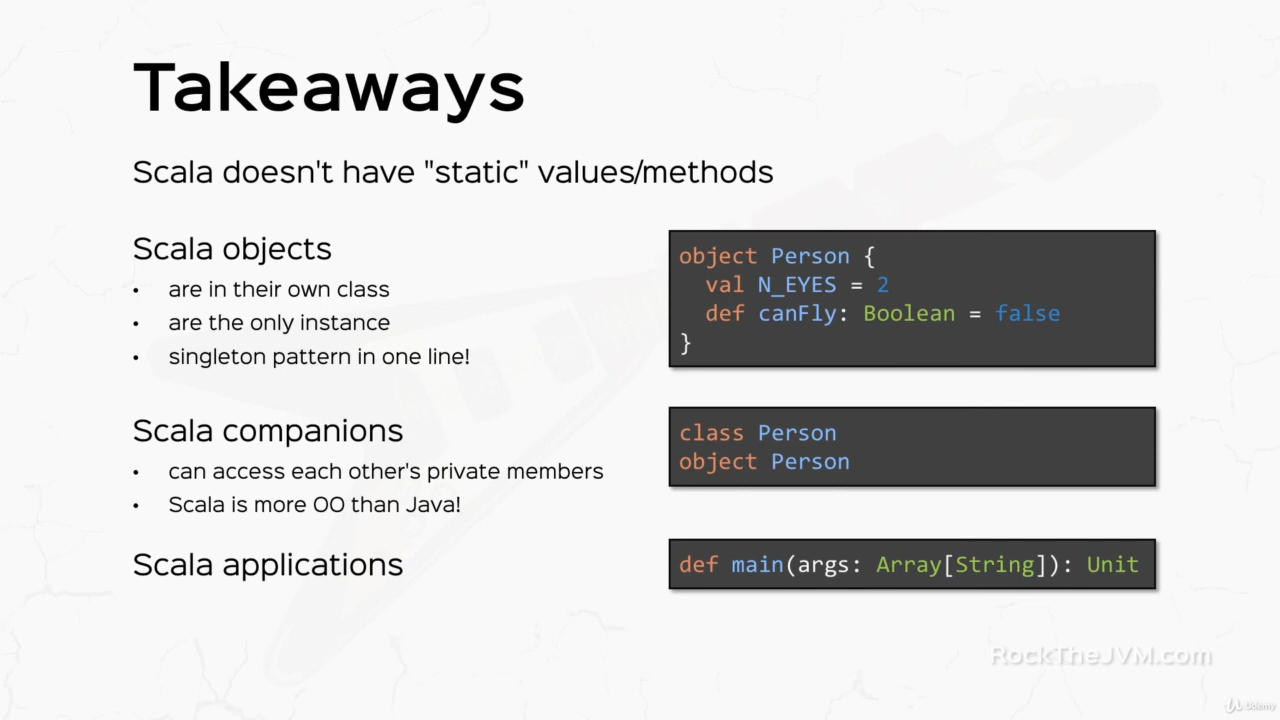 Takeaways
Scala doesn't have "static" values/methods
Scala objects
• are in their own class
• are the only instance
• singleton pattern in one line!
object Person {
  val N_EYES = 2
  def canFly: Boolean = false
}
Scala companions
• can access each other's private members
• Scala is more OO than Java!
class Person
object Person
Scala applications
def main(args: Array[String]): Unit
RockTheJVM.com
Udemy